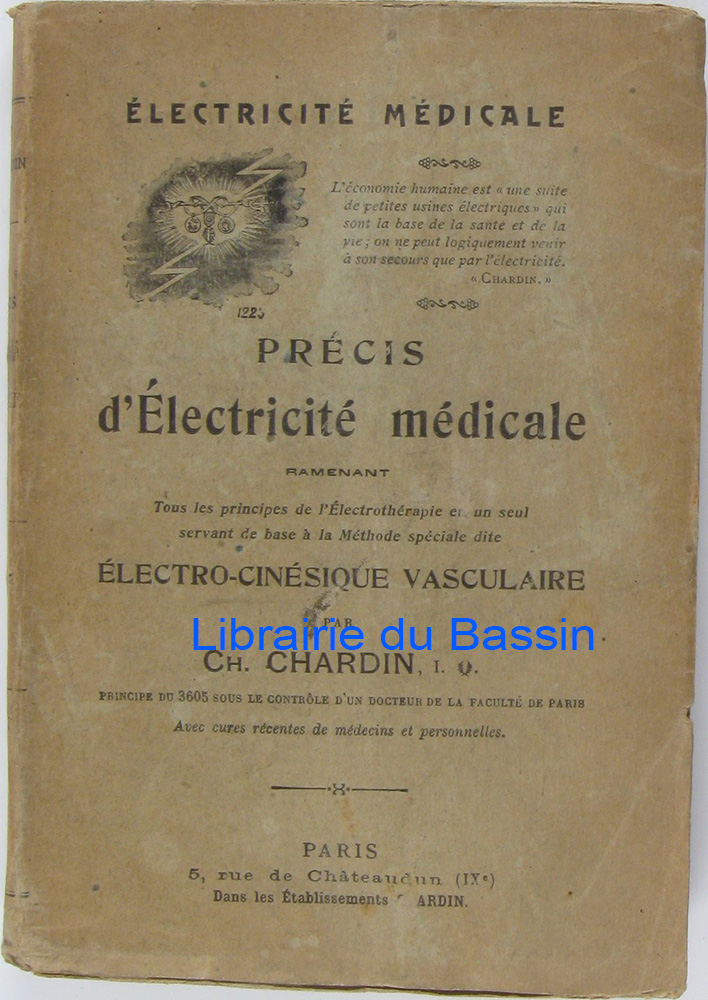 ÉLECTRICITÉ MÉDICALE
L'économie humaine est « une suite
de petites usines électriques » qui
sont la base de la santé et de la
vie ; on ne peut logiquement venir
à son secours que par l'électricité.
« CHARDIN. »
PRÉCIS
d'Électricité médicale
RAMENANT
Tous les principes de l'Électrothérapie en un seul
servant de base à la Méthode spéciale dite
ÉLECTRO-CINÉSIQUE VASCULAIRE
PAR
Librairie du Bassin
CH. CHARDIN, I. Q.
PRINCIPE DU 3605 SOUS LE CONTRÔLE D'UN DOCTEUR DE LA FACULTÉ DE PARIS
Avec cures récentes de médecins et personnelles.
PARIS
5, rue de Châteaudun (IXe)
Dans les Établissements CHARDIN.